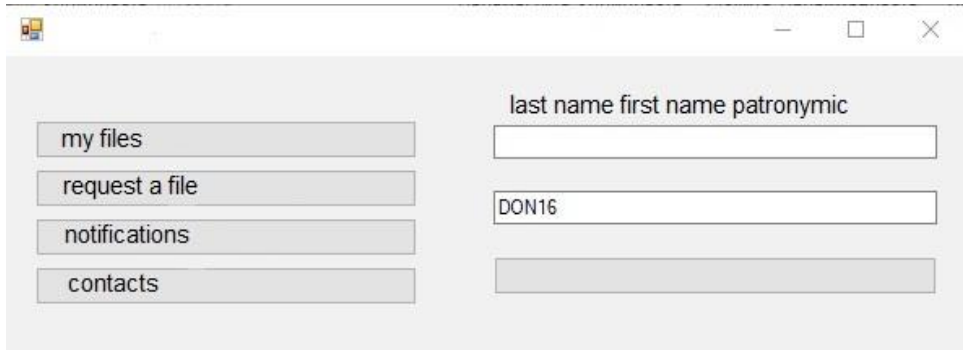 last name first name patronymic
my files
request a file
DON16
notifications
contacts